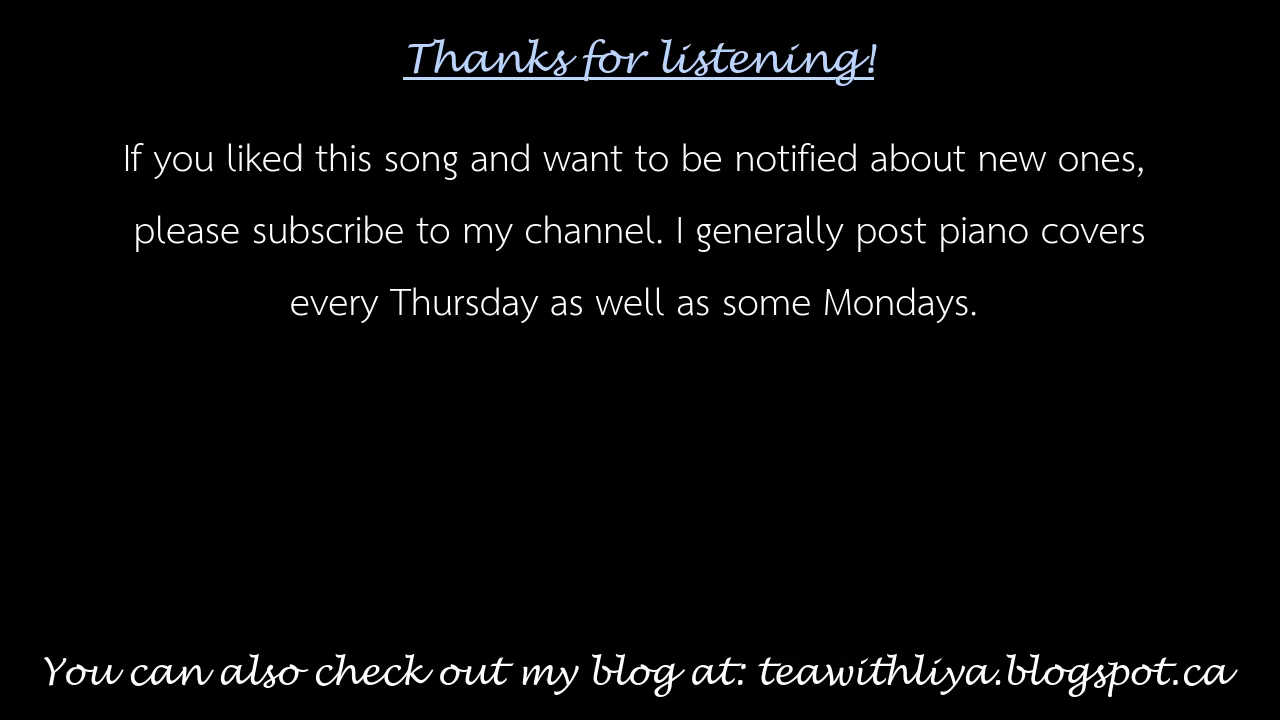 Thanks for listening!
If you liked this song and want to be notified about new ones,
please subscribe to my channel. I generally post piano covers
every Thursday as well as some Mondays.
You can also check out my blog at: teawithliya.blogspot.ca